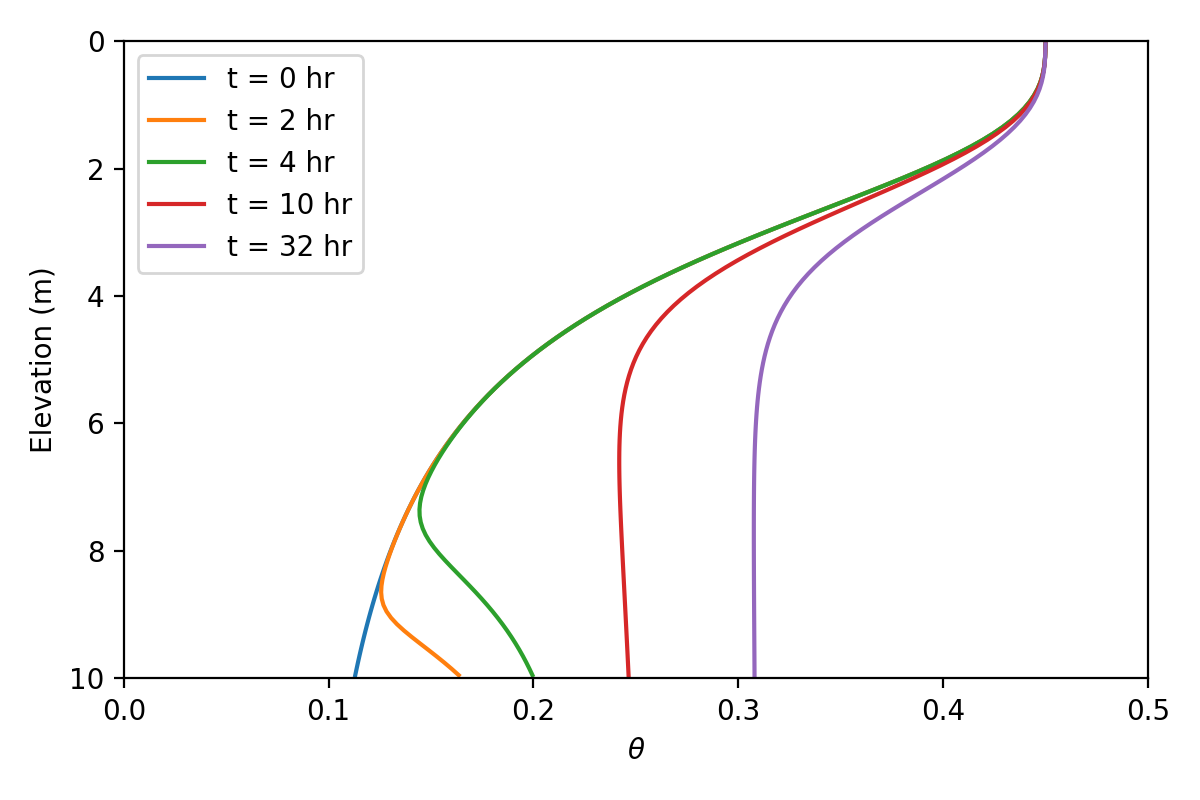 0
2
4
6
8
10
Elevation (m)
t = 0 hr
t = 2 hr
t = 4 hr
t = 10 hr
t = 32 hr
0.0 0.1 0.2 0.3 0.4 0.5
θ